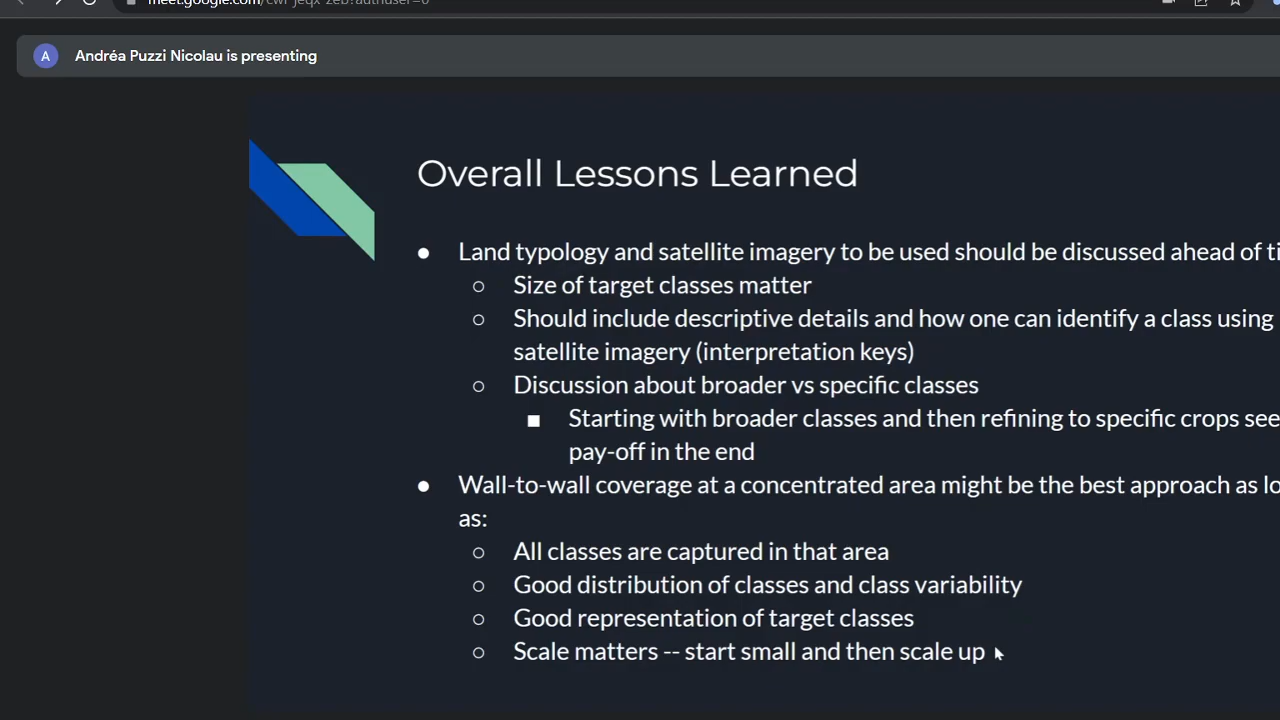 A
Andréa Puzzi Nicolau is presenting
Overall Lessons Learned
● Land typology and satellite imagery to be used should be discussed ahead of
○ Size of target classes matter
○ Should include descriptive details and how one can identify a class using
satellite imagery (interpretation keys)
○ Discussion about broader vs specific classes
■ Starting with broader classes and then refining to specific crops
pay-off in the end
● Wall-to-wall coverage at a concentrated area might be the best approach as
as:
○ All classes are captured in that area
○ Good distribution of classes and class variability
○ Good representation of target classes
○ Scale matters -- start small and then scale up